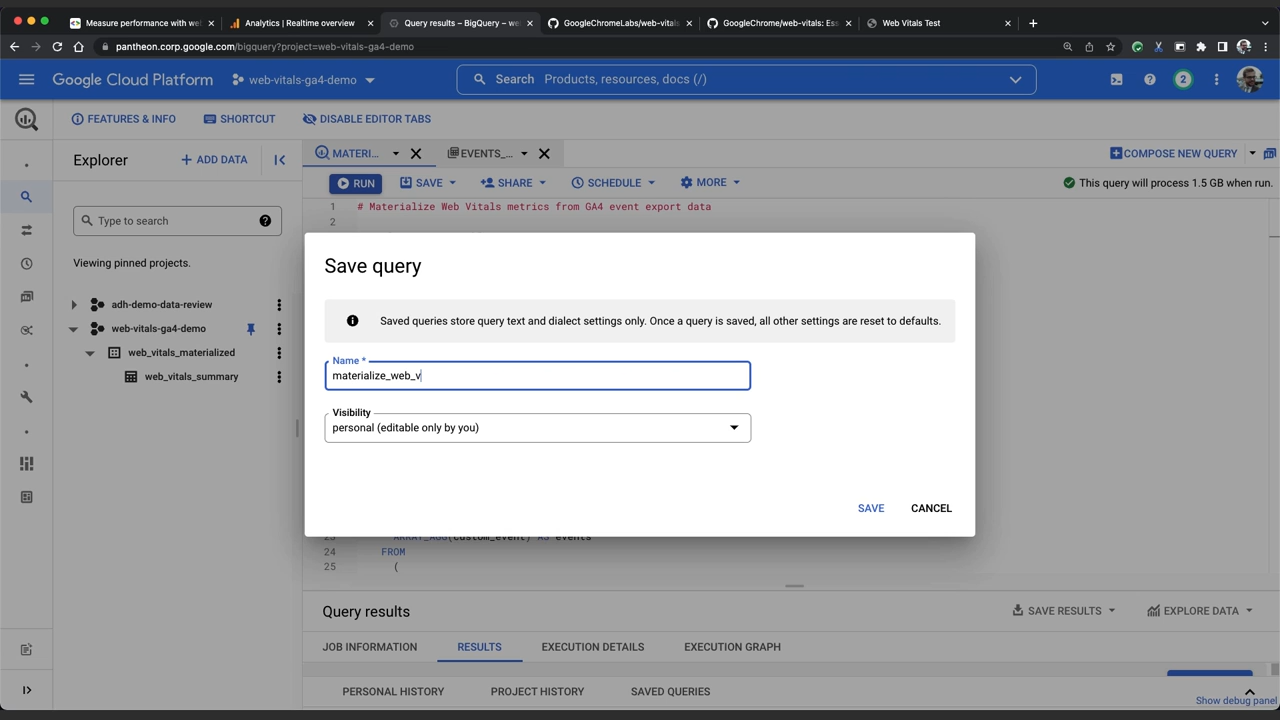 Measure performance with web
Analytics | Realtime overview
Query results – BigQuery – we
GoogleChromeLabs/web-vitals
GoogleChrome/web-vitals: Ess
Web Vitals Test
pantheon.corp.google.com/bigquery?project=web-vitals-ga4-demo
Google Cloud Platform
web-vitals-ga4-demo
Search Products, resources, docs (/)
2
FEATURES & INFO
SHORTCUT
DISABLE EDITOR TABS
Explorer
+ ADD DATA
MATERI...
EVENTS_...
COMPOSE NEW QUERY
RUN
SAVE
SHARE
SCHEDULE
MORE
This query will process 1.5 GB when run.
Type to search
1 # Materialize Web Vitals metrics from GA4 event export data
2
Viewing pinned projects.
adh-demo-data-review
web-vitals-ga4-demo
web_vitals_materialized
web_vitals_summary
Save query
Saved queries store query text and dialect settings only. Once a query is saved, all other settings are reset to defaults.
Name *
materialize_web_v
Visibility
personal (editable only by you)
SAVE
CANCEL
23 ARRAY_AGG(custom_event) AS events
24 FROM
25 (
Query results
SAVE RESULTS
EXPLORE DATA
JOB INFORMATION
RESULTS
EXECUTION DETAILS
EXECUTION GRAPH
PERSONAL HISTORY
PROJECT HISTORY
SAVED QUERIES
Show debug panel